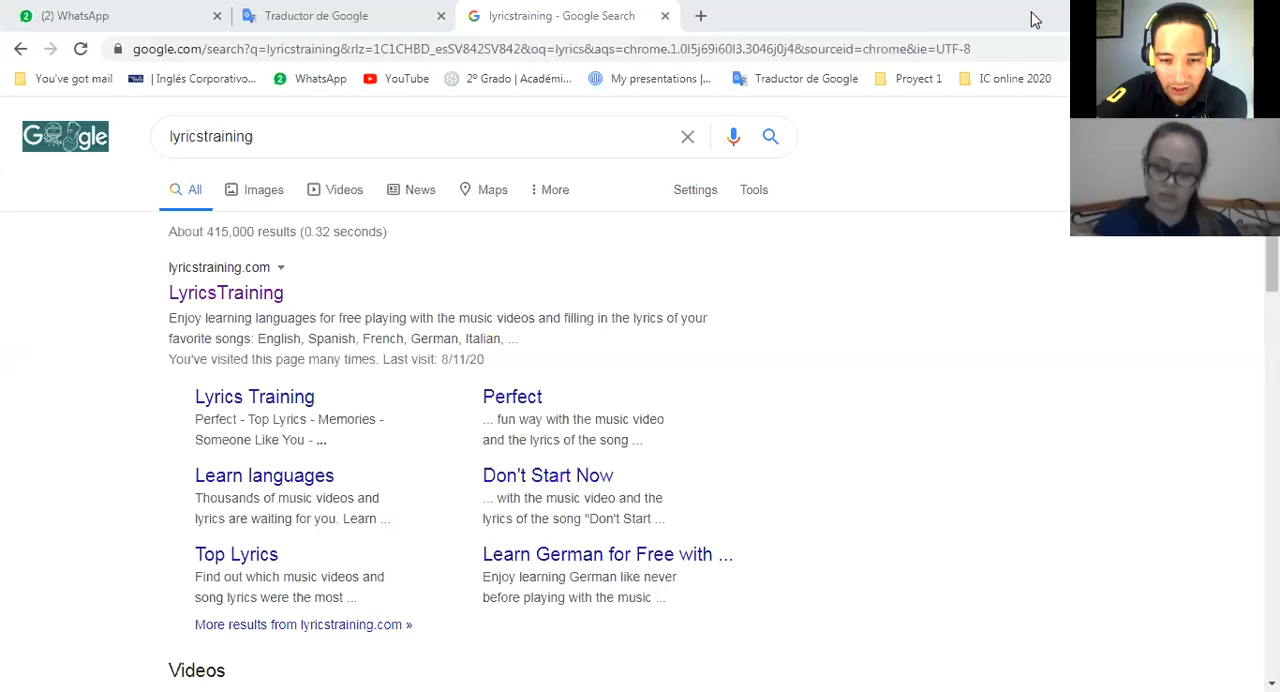 (2) WhatsApp
Traductor de Google
lyricstraining - Google Search
google.com/search?q=lyricstraining&rlz=1C1CHBD_esSV842SV842&oq=lyrics&aqs=chrome.1.0l5j69i60l3.3046j0j4&sourceid=chrome&ie=UTF-8
You've got mail
| Inglés Corporativo...
WhatsApp
YouTube
2º Grado | Académi...
My presentations |...
Traductor de Google
Proyect 1
IC online 2020
Google
lyricstraining
All
Images
Videos
News
Maps
More
Settings
Tools
About 415,000 results (0.32 seconds)
lyricstraining.com
LyricsTraining
Enjoy learning languages for free playing with the music videos and filling in the lyrics of your
favorite songs: English, Spanish, French, German, Italian, ...
You've visited this page many times. Last visit: 8/11/20
Lyrics Training
Perfect - Top Lyrics - Memories -
Someone Like You - ...
Perfect
... fun way with the music video
and the lyrics of the song ...
Learn languages
Thousands of music videos and
lyrics are waiting for you. Learn ...
Don't Start Now
... with the music video and the
lyrics of the song "Don't Start ...
Top Lyrics
Find out which music videos and
song lyrics were the most ...
Learn German for Free with ...
Enjoy learning German like never
before playing with the music ...
More results from lyricstraining.com »
Videos